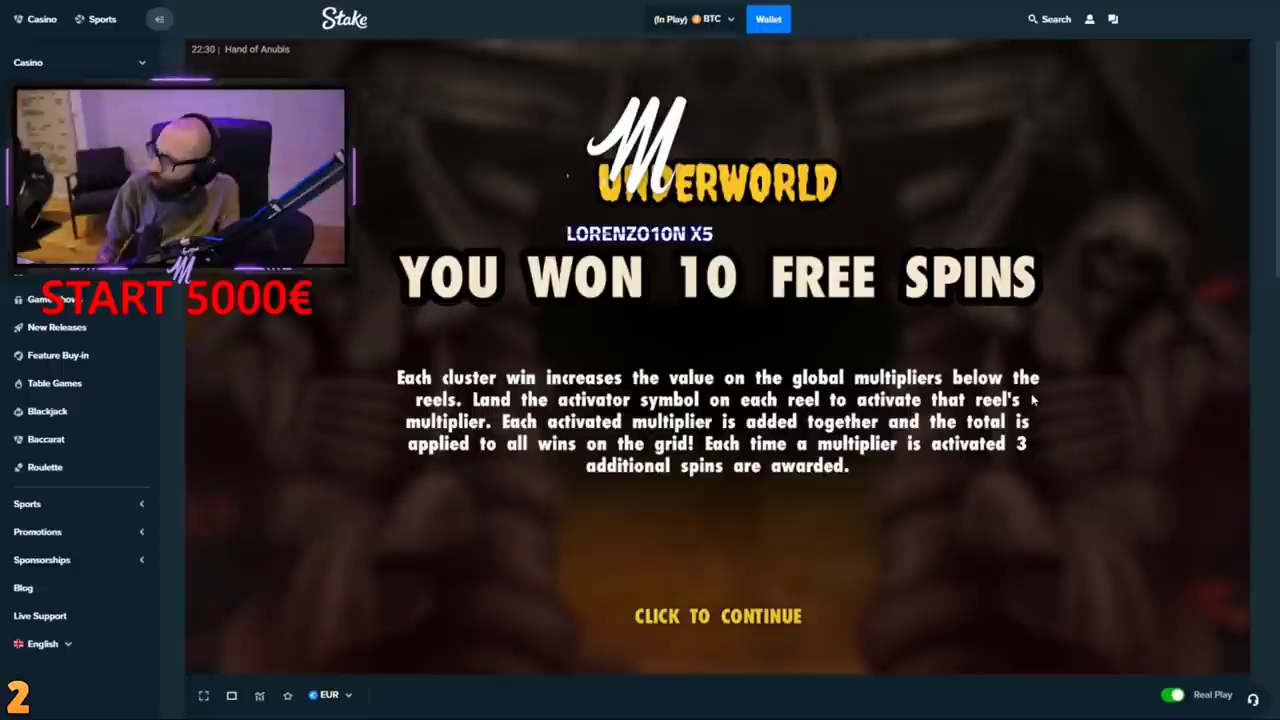 Casino
Sports
Stake
(In Play) BTC
Wallet
Search
Casino
22:30 | Hand of Anubis
M
UNDERWORLD
LORENZO10N X5
YOU WON 10 FREE SPINS
START 5000€
New Releases
Feature Buy-in
Table Games
Blackjack
Baccarat
Roulette
Sports
Promotions
Sponsorships
Blog
Live Support
English
Each cluster win increases the value on the global multipliers below the
reels. Land the activator symbol on each reel to activate that reel's
multiplier. Each activated multiplier is added together and the total is
applied to all wins on the grid! Each time a multiplier is activated 3
additional spins are awarded.
CLICK TO CONTINUE
2
EUR
Real Play